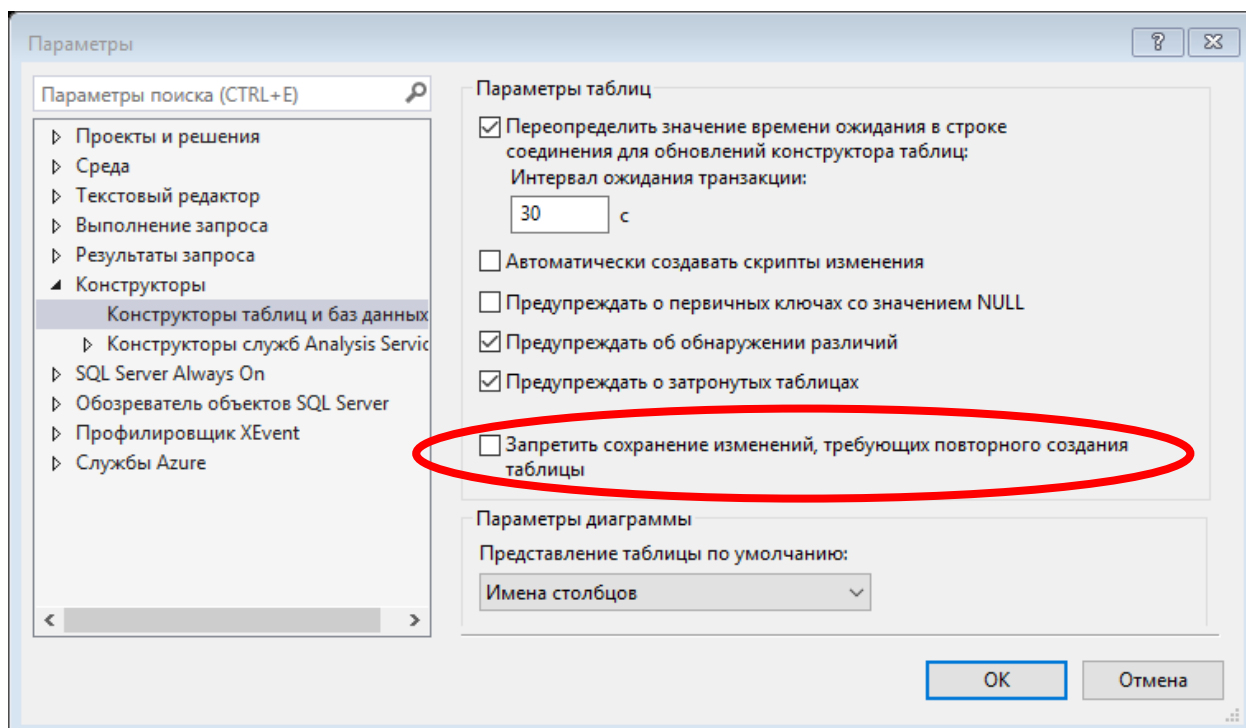 Параметры
Параметры поиска (CTRL+E)
Проекты и решения
Среда
Текстовый редактор
Выполнение запроса
Результаты запроса
Конструкторы
Конструкторы таблиц и баз данных
Конструкторы служб Analysis Servic
SQL Server Always On
Обозреватель объектов SQL Server
Профилировщик XEvent
Службы Azure
Параметры таблиц
Переопределить значение времени ожидания в строке
соединения для обновлений конструктора таблиц:
Интервал ожидания транзакции:
30 с
Автоматически создавать скрипты изменения
Предупреждать о первичных ключах со значением NULL
Предупреждать об обнаружении различий
Предупреждать о затронутых таблицах
Запретить сохранение изменений, требующих повторного создания
таблицы
Параметры диаграммы
Представление таблицы по умолчанию:
Имена столбцов
OK Отмена